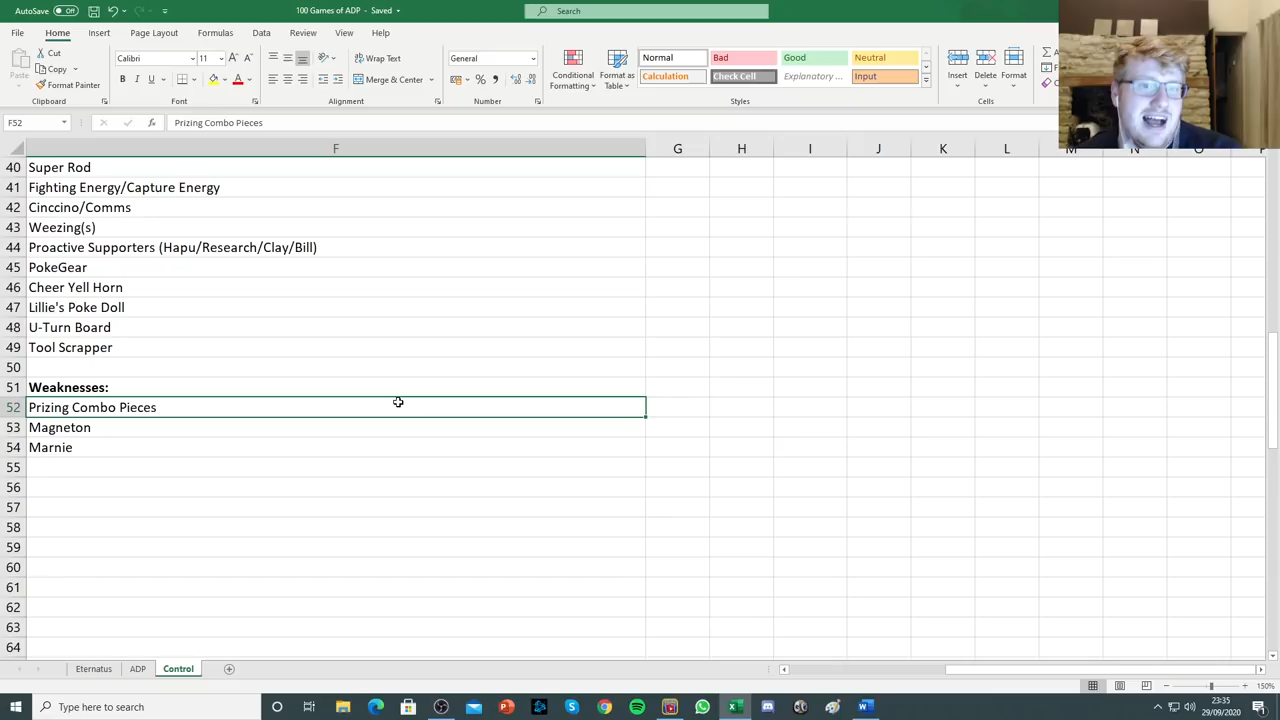 AutoSave Off 100 Games of ADP - Saved Search
File Home Insert Page Layout Formulas Data Review View Help
Paste Cut Calibri 11 Wrap Text General Conditional Formatting Format as Table Normal Bad Good Neutral Insert Delete Format
Copy
Format Painter B I U Merge & Center Calculation Check Cell Explanatory ... Input
Clipboard Font Alignment Number Styles Cells
F52 fx Prizing Combo Pieces
F G H I J K L M N O P
40 Super Rod
41 Fighting Energy/Capture Energy
42 Cinccino/Comms
43 Weezing(s)
44 Proactive Supporters (Hapu/Research/Clay/Bill)
45 PokeGear
46 Cheer Yell Horn
47 Lillie's Poke Doll
48 U-Turn Board
49 Tool Scrapper
50
51 Weaknesses:
52 Prizing Combo Pieces
53 Magneton
54 Marnie
55
56
57
58
59
60
61
62
63
64
Eternatus ADP Control
150%
Type here to search 23:35
29/09/2020